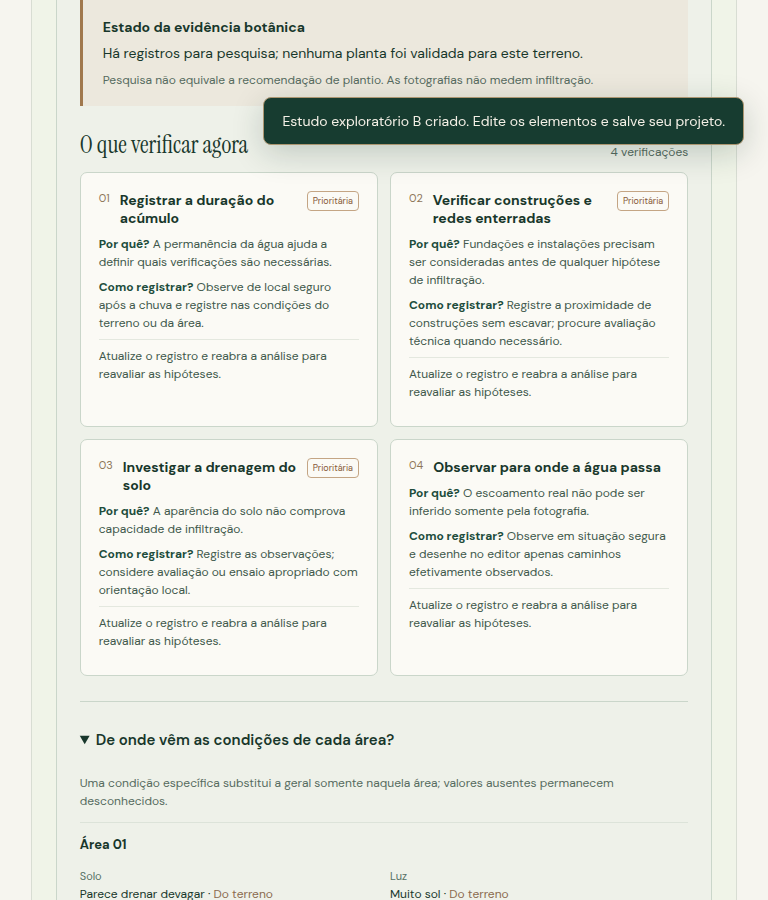 Estado da evidência botânica
Há registros para pesquisa; nenhuma planta foi validada para este terreno.
Pesquisa não equivale a recomendação de plantio. As fotografias não medem infiltração.
Estudo exploratório B criado. Edite os elementos e salve seu projeto.
O que verificar agora
4 verificações
01 Registrar a duração do
acúmulo
Prioritária
Por quê? A permanência da água ajuda a
definir quais verificações são necessárias.
Como registrar? Observe de local seguro
após a chuva e registre nas condições do
terreno ou da área.
Atualize o registro e reabra a análise para
reavaliar as hipóteses.
02 Verificar construções e
redes enterradas
Prioritária
Por quê? Fundações e instalações precisam
ser consideradas antes de qualquer hipótese
de infiltração.
Como registrar? Registre a proximidade de
construções sem escavar; procure avaliação
técnica quando necessário.
Atualize o registro e reabra a análise para
reavaliar as hipóteses.
03 Investigar a drenagem do
solo
Prioritária
Por quê? A aparência do solo não comprova
capacidade de infiltração.
Como registrar? Registre as observações;
considere avaliação ou ensaio apropriado com
orientação local.
Atualize o registro e reabra a análise para
reavaliar as hipóteses.
04 Observar para onde a água passa
Por quê? O escoamento real não pode ser
inferido somente pela fotografia.
Como registrar? Observe em situação segura
e desenhe no editor apenas caminhos
efetivamente observados.
Atualize o registro e reabra a análise para
reavaliar as hipóteses.
▼ De onde vêm as condições de cada área?
Uma condição específica substitui a geral somente naquela área; valores ausentes permanecem
desconhecidos.
Área 01
Solo
Parece drenar devagar · Do terreno
Luz
Muito sol · Do terreno